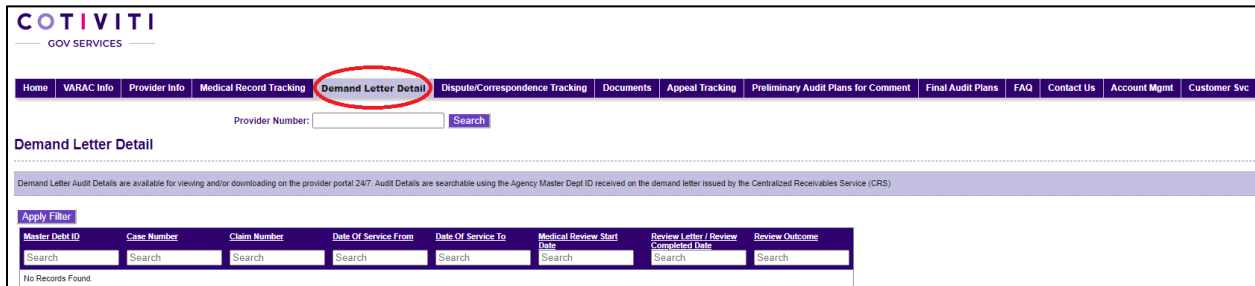 COTIVITI
GOV SERVICES
Home VARAC Info Provider Info Medical Record Tracking Demand Letter Detail Dispute/Correspondence Tracking Documents Appeal Tracking Preliminary Audit Plans for Comment Final Audit Plans FAQ Contact Us Account Mgmt Customer Svc
Provider Number: Search
Demand Letter Detail
Demand Letter Audit Details are available for viewing and/or downloading on the provider portal 24/7. Audit Details are searchable using the Agency Master Dept ID received on the demand letter issued by the Centralized Receivables Service (CRS)
Apply Filter
Master Debt ID Case Number Claim Number Date Of Service From Date Of Service To Medical Review Start Date Review Letter / Review Completed Date Review Outcome
Search Search Search Search Search Search Search Search
No Records Found.